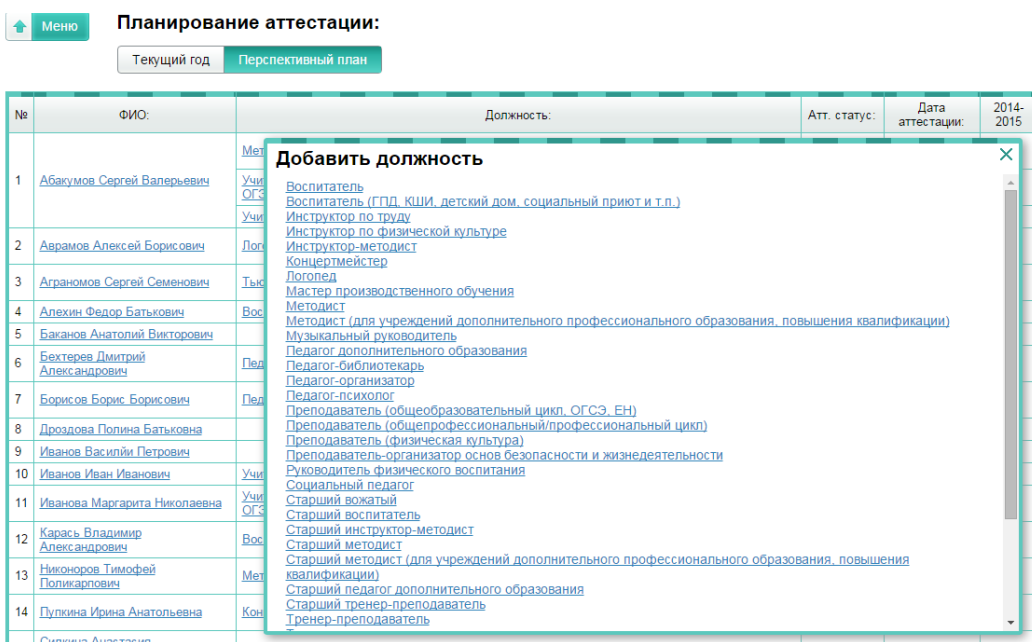 Меню
Планирование аттестации:
Текущий год
Перспективный план
№
ФИО:
Должность:
Атт. статус:
Дата
аттестации:
2014-
2015
1
Абакумов Сергей Валерьевич
2
Аврамов Алексей Борисович
3
Аграномов Сергей Семенович
4
Алехин Федор Батькович
5
Баканов Анатолий Викторович
6
Бехтерев Дмитрий
Александрович
7
Борисов Борис Борисович
8
Дроздова Полина Батьковна
9
Иванов Василйи Петрович
10
Иванов Иван Иванович
11
Иванова Маргарита Николаевна
12
Карась Владимир
Александрович
13
Никоноров Тимофей
Поликарпович
14
Пупкина Ирина Анатольевна
Добавить должность
Воспитатель
Воспитатель (ГПД, КШИ, детский дом, социальный приют и т.п.)
Инструктор по труду
Инструктор по физической культуре
Инструктор-методист
Концертмейстер
Логопед
Мастер производственного обучения
Методист
Методист (для учреждений дополнительного профессионального образования, повышения квалификации)
Музыкальный руководитель
Педагог дополнительного образования
Педагог-библиотекарь
Педагог-организатор
Педагог-психолог
Преподаватель (общеобразовательный цикл, ОГСЭ, ЕН)
Преподаватель (общепрофессиональный/профессиональный цикл)
Преподаватель (физическая культура)
Преподаватель-организатор основ безопасности и жизнедеятельности
Руководитель физического воспитания
Социальный педагог
Старший вожатый
Старший воспитатель
Старший инструктор-методист
Старший методист
Старший методист (для учреждений дополнительного профессионального образования, повышения
квалификации)
Старший педагог дополнительного образования
Старший тренер-преподаватель
Тренер-преподаватель